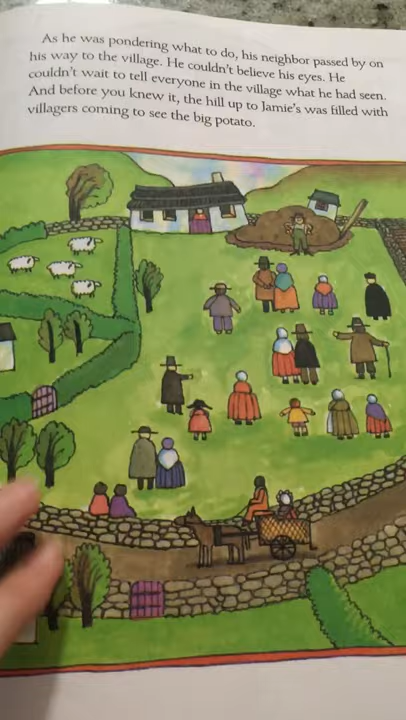 As he was pondering what to do, his neighbor passed by on
his way to the village. He couldn't believe his eyes. He
couldn't wait to tell everyone in the village what he had seen.
And before you knew it, the hill up to Jamie's was filled with
villagers coming to see the big potato.